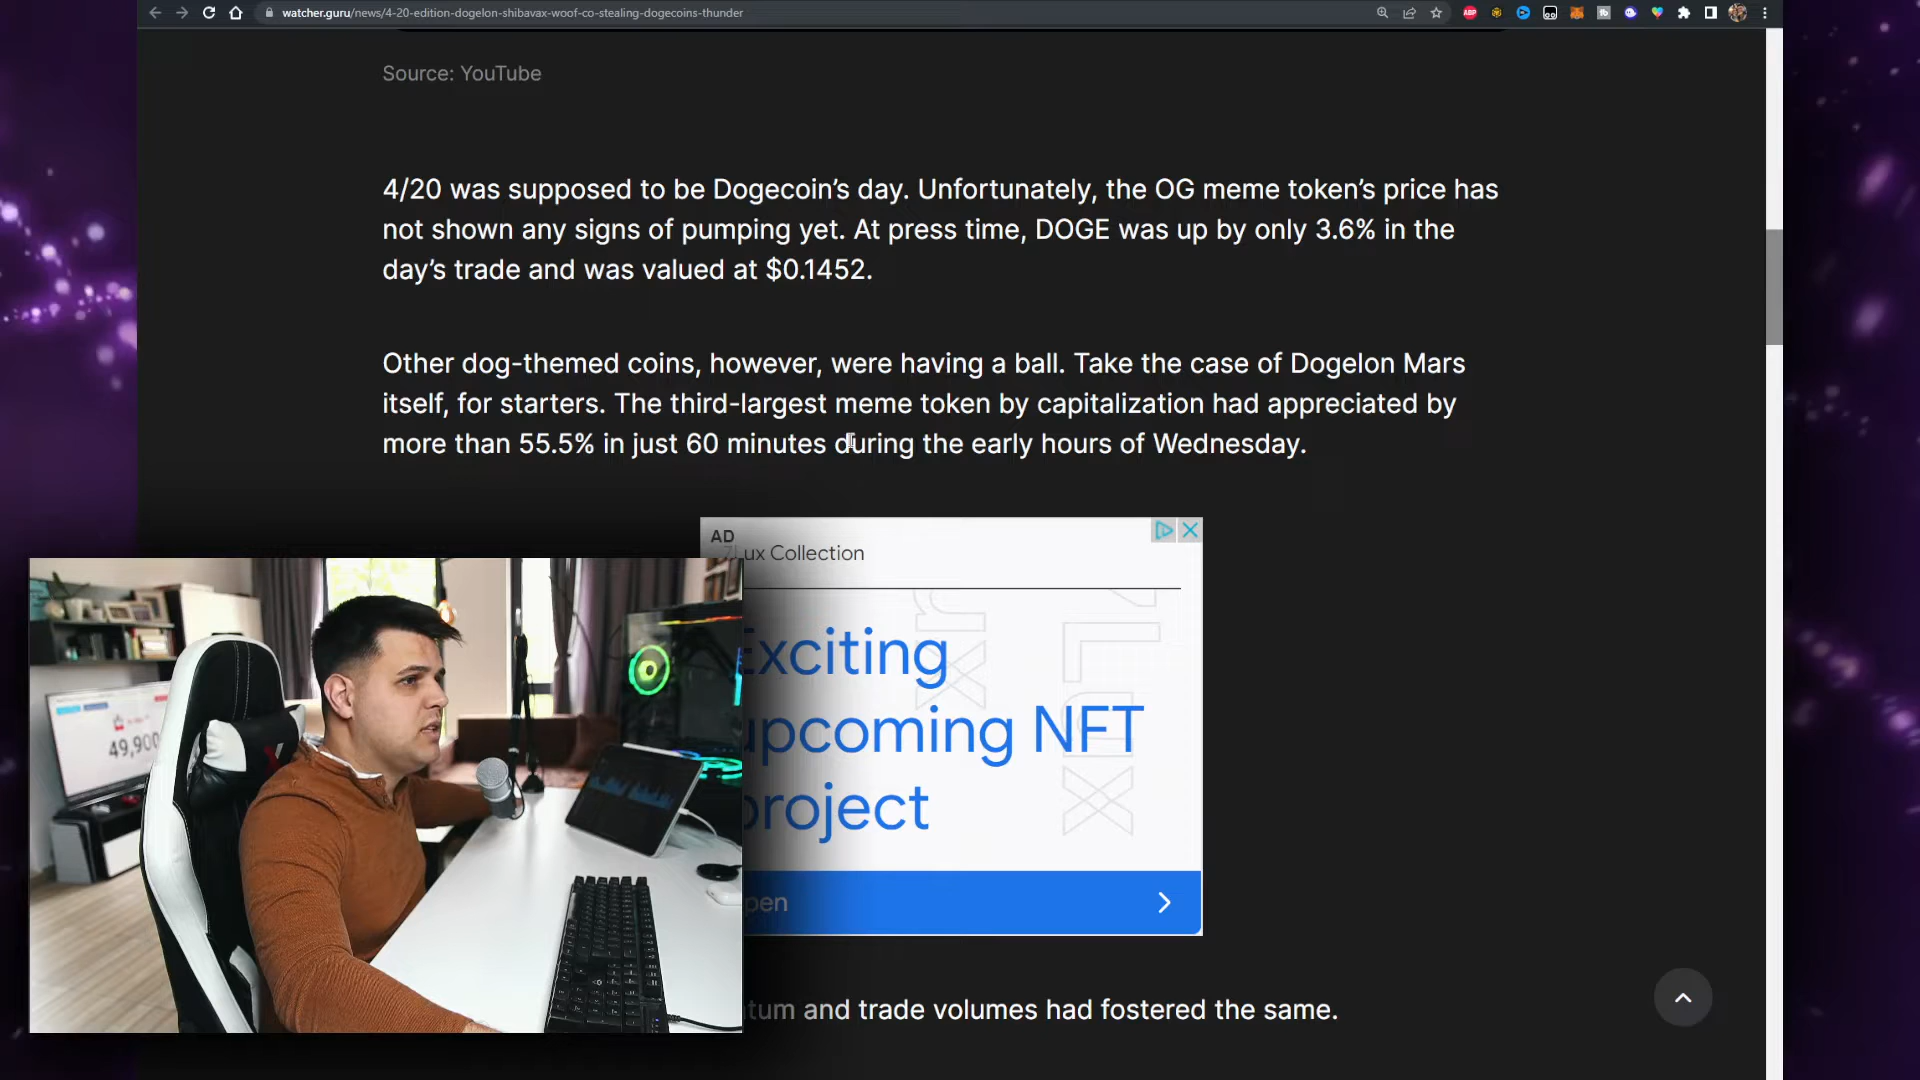 watcher.guru/news/4-20-edition-dogelon-shibavax-woof-co-stealing-dogecoins-thunder
ABP
Source: YouTube
4/20 was supposed to be Dogecoin’s day. Unfortunately, the OG meme token’s price has
not shown any signs of pumping yet. At press time, DOGE was up by only 3.6% in the
day’s trade and was valued at $0.1452.
Other dog-themed coins, however, were having a ball. Take the case of Dogelon Mars
itself, for starters. The third-largest meme token by capitalization had appreciated by
more than 55.5% in just 60 minutes during the early hours of Wednesday.
AD
7Lux Collection
Exciting
upcoming NFT
project
7Lux
pen
49,900
tum and trade volumes had fostered the same.